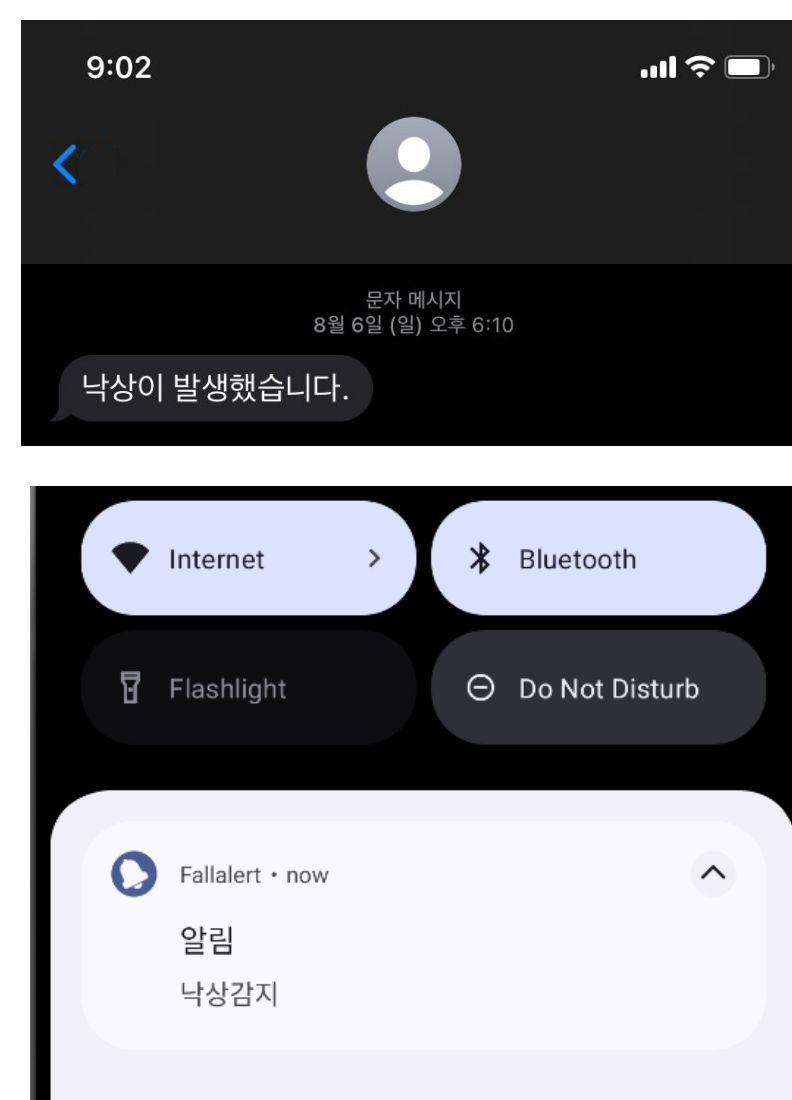 9:02
문자 메시지
8월 6일 (일) 오후 6:10
낙상이 발생했습니다.
Internet
Bluetooth
Flashlight
Do Not Disturb
Fallalert • now
알림
낙상감지